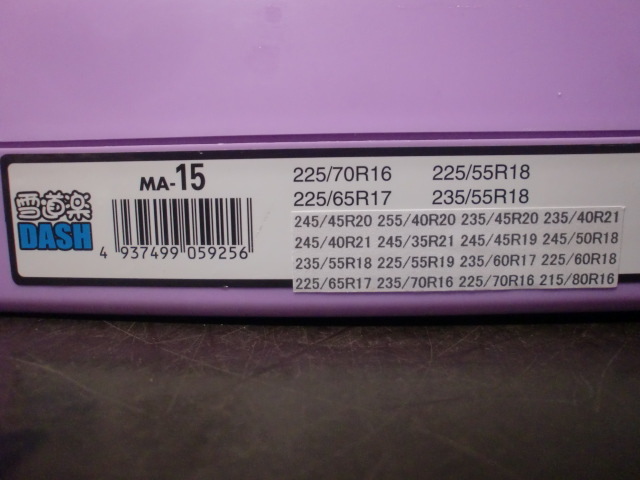 雪道楽
DASH
MA-15
4 937499 059256
225/70R16 225/55R18
225/65R17 235/55R18
245/45R20 255/40R20 235/45R20 235/40R21
245/40R21 245/35R21 245/45R19 245/50R18
235/55R18 225/55R19 235/60R17 225/60R18
225/65R17 235/70R16 225/70R16 215/80R16